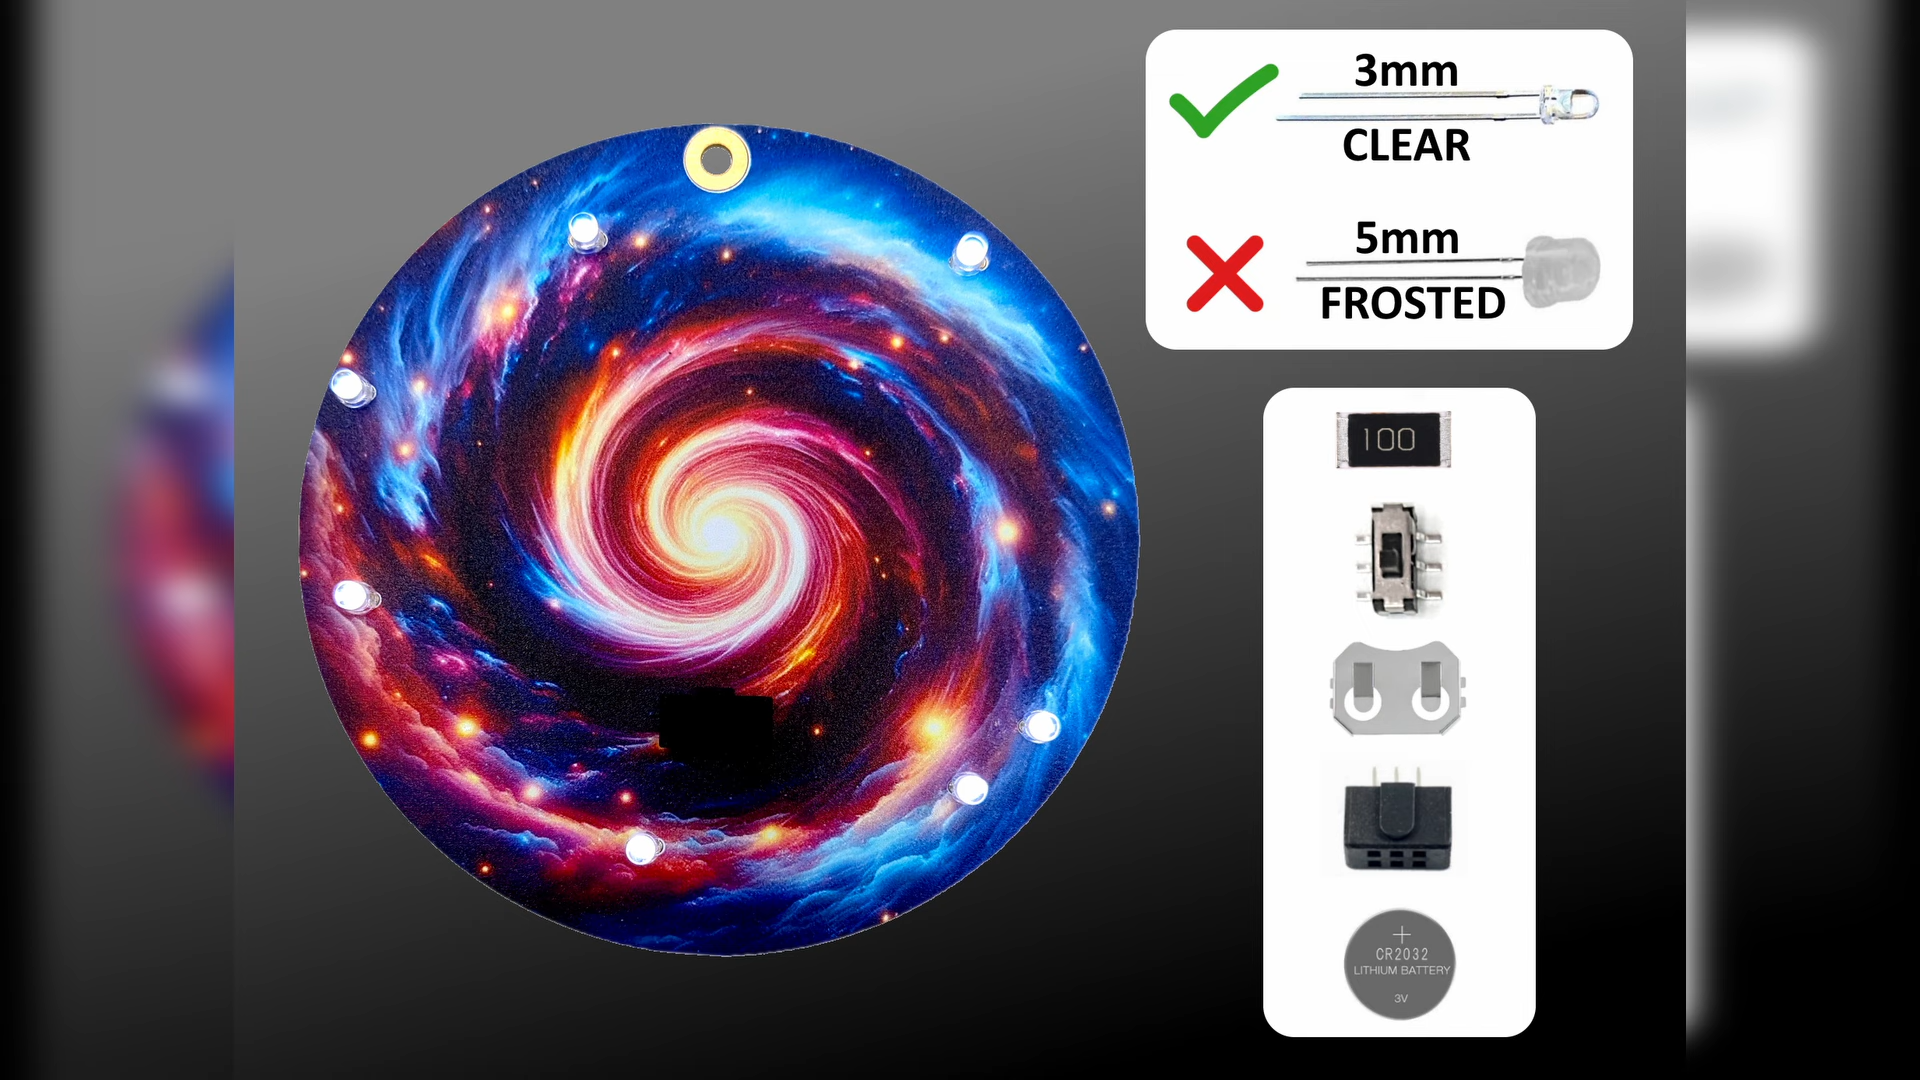 3mm
CLEAR
5mm
FROSTED
100
CR2032
LITHIUM BATTERY
3V